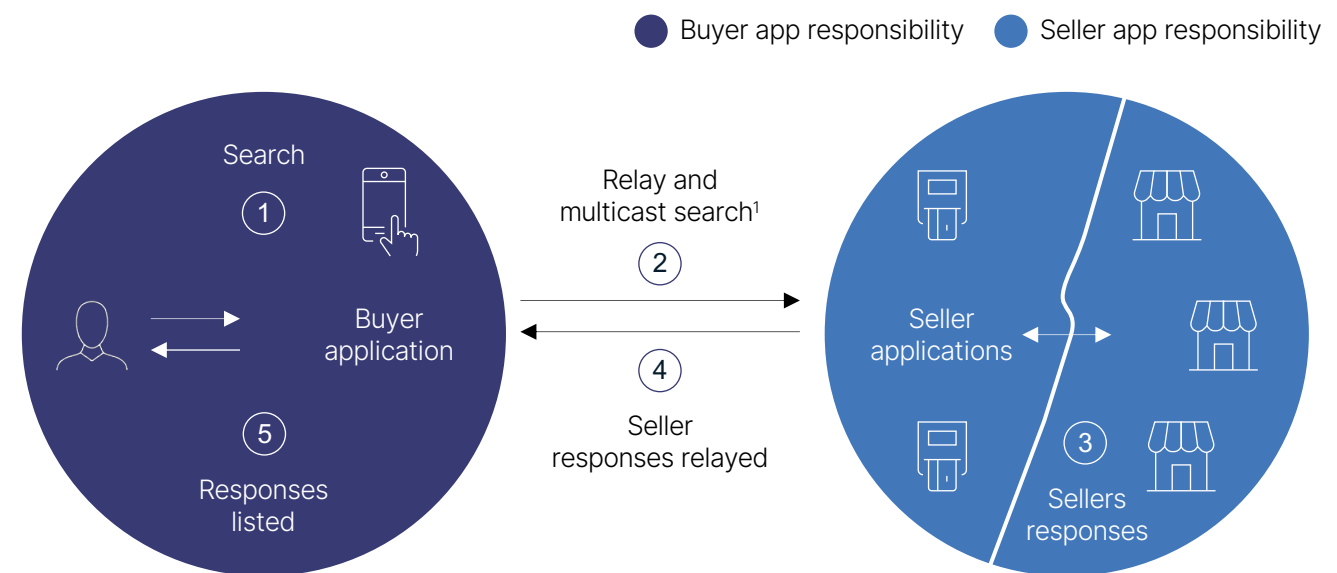 Buyer app responsibility
Seller app responsibility
Search
1
Buyer
application
5
Responses
listed
Relay and
multicast search¹
2
4
Seller
responses relayed
Seller
applications
3
Sellers
responses